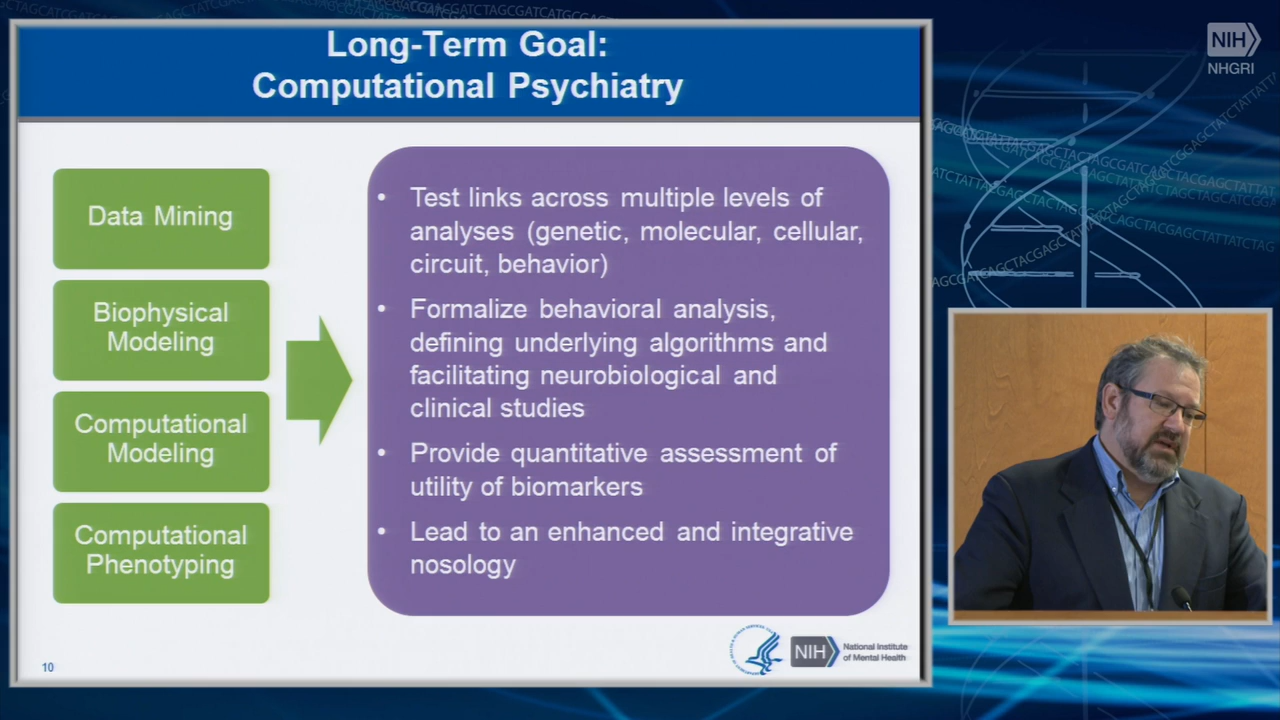 Long-Term Goal:
Computational Psychiatry
Data Mining
Biophysical
Modeling
Computational
Modeling
Computational
Phenotyping
• Test links across multiple levels of
analyses (genetic, molecular, cellular,
circuit, behavior)
• Formalize behavioral analysis,
defining underlying algorithms and
facilitating neurobiological and
clinical studies
• Provide quantitative assessment of
utility of biomarkers
• Lead to an enhanced and integrative
nosology
10
NIH
National Institute
of Mental Health
NIH
NHGRI